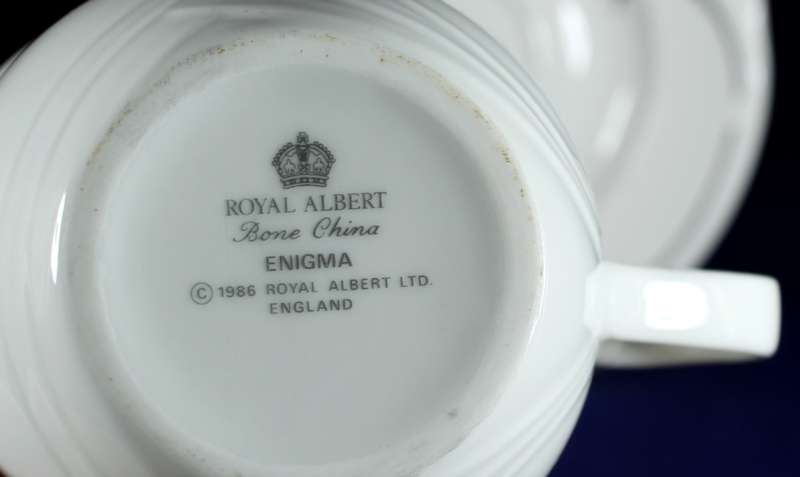 ROYAL ALBERT
Bone China
ENIGMA
© 1986 ROYAL ALBERT LTD.
ENGLAND